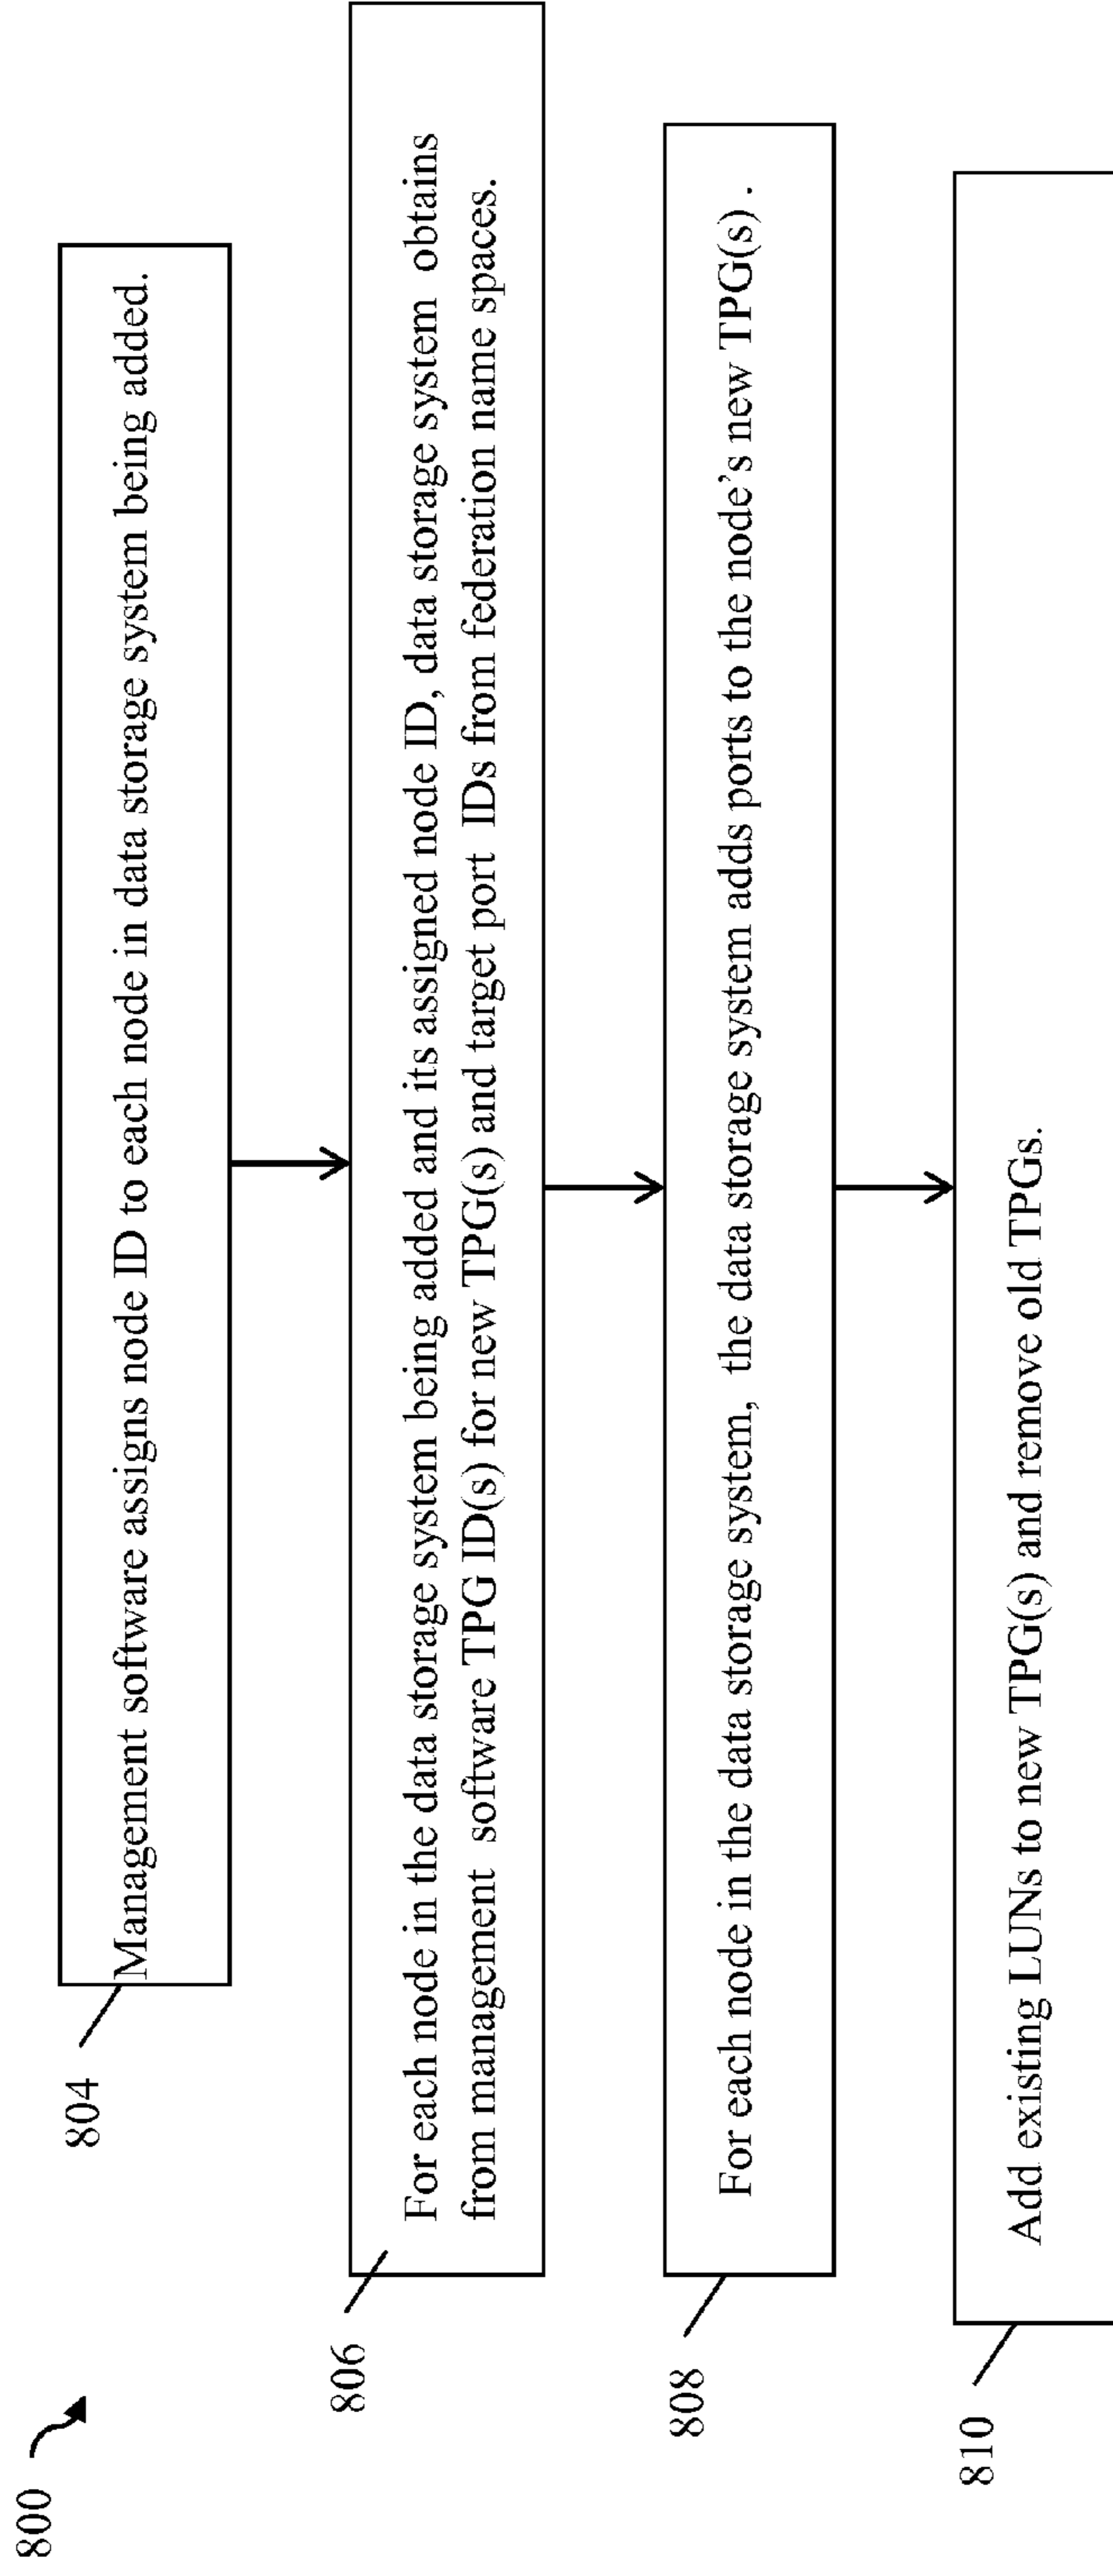 800
804
Management software assigns node ID to each node in data storage system being added.
806
For each node in the data storage system being added and its assigned node ID, data storage system obtains
from management software TPG ID(s) for new TPG(s) and target port IDs from federation name spaces.
808
For each node in the data storage system, the data storage system adds ports to the node's new TPG(s) .
810
Add existing LUNs to new TPG(s) and remove old TPGs.